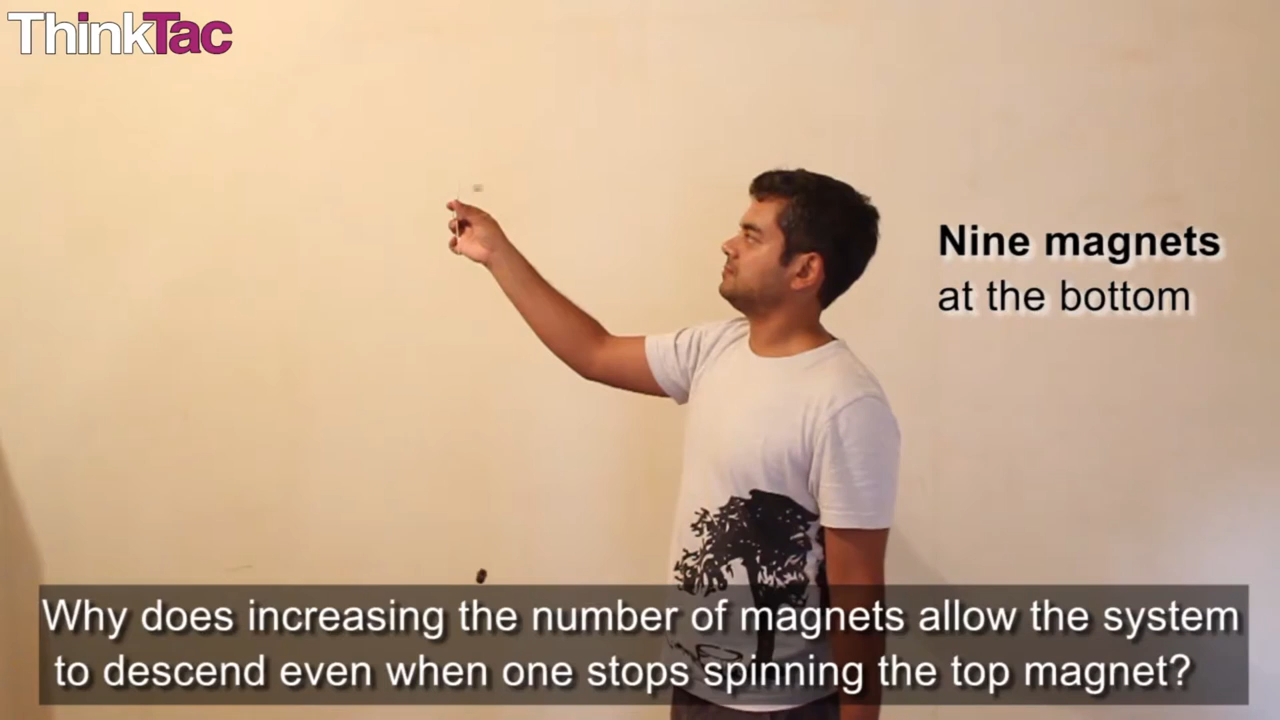 ThinkTac
Nine magnets
at the bottom
Why does increasing the number of magnets allow the system
to descend even when one stops spinning the top magnet?